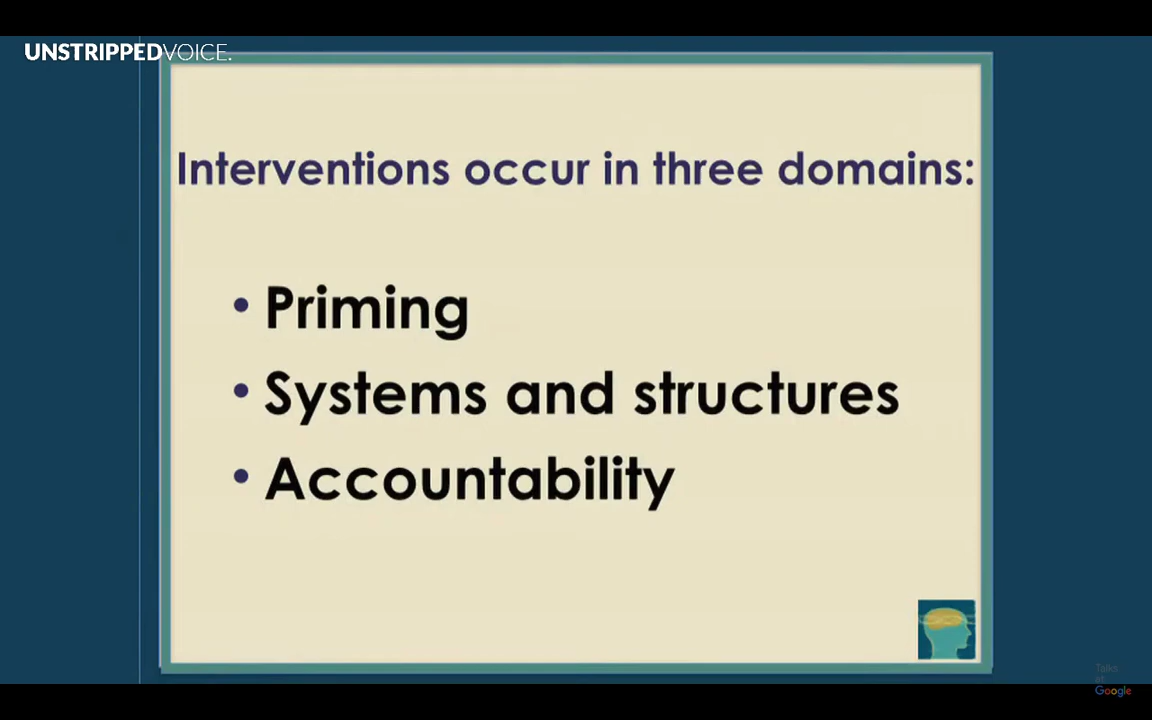 UNSTRIPPEDVOICE.
Interventions occur in three domains:
• Priming
• Systems and structures
• Accountability
Talks
at
Google